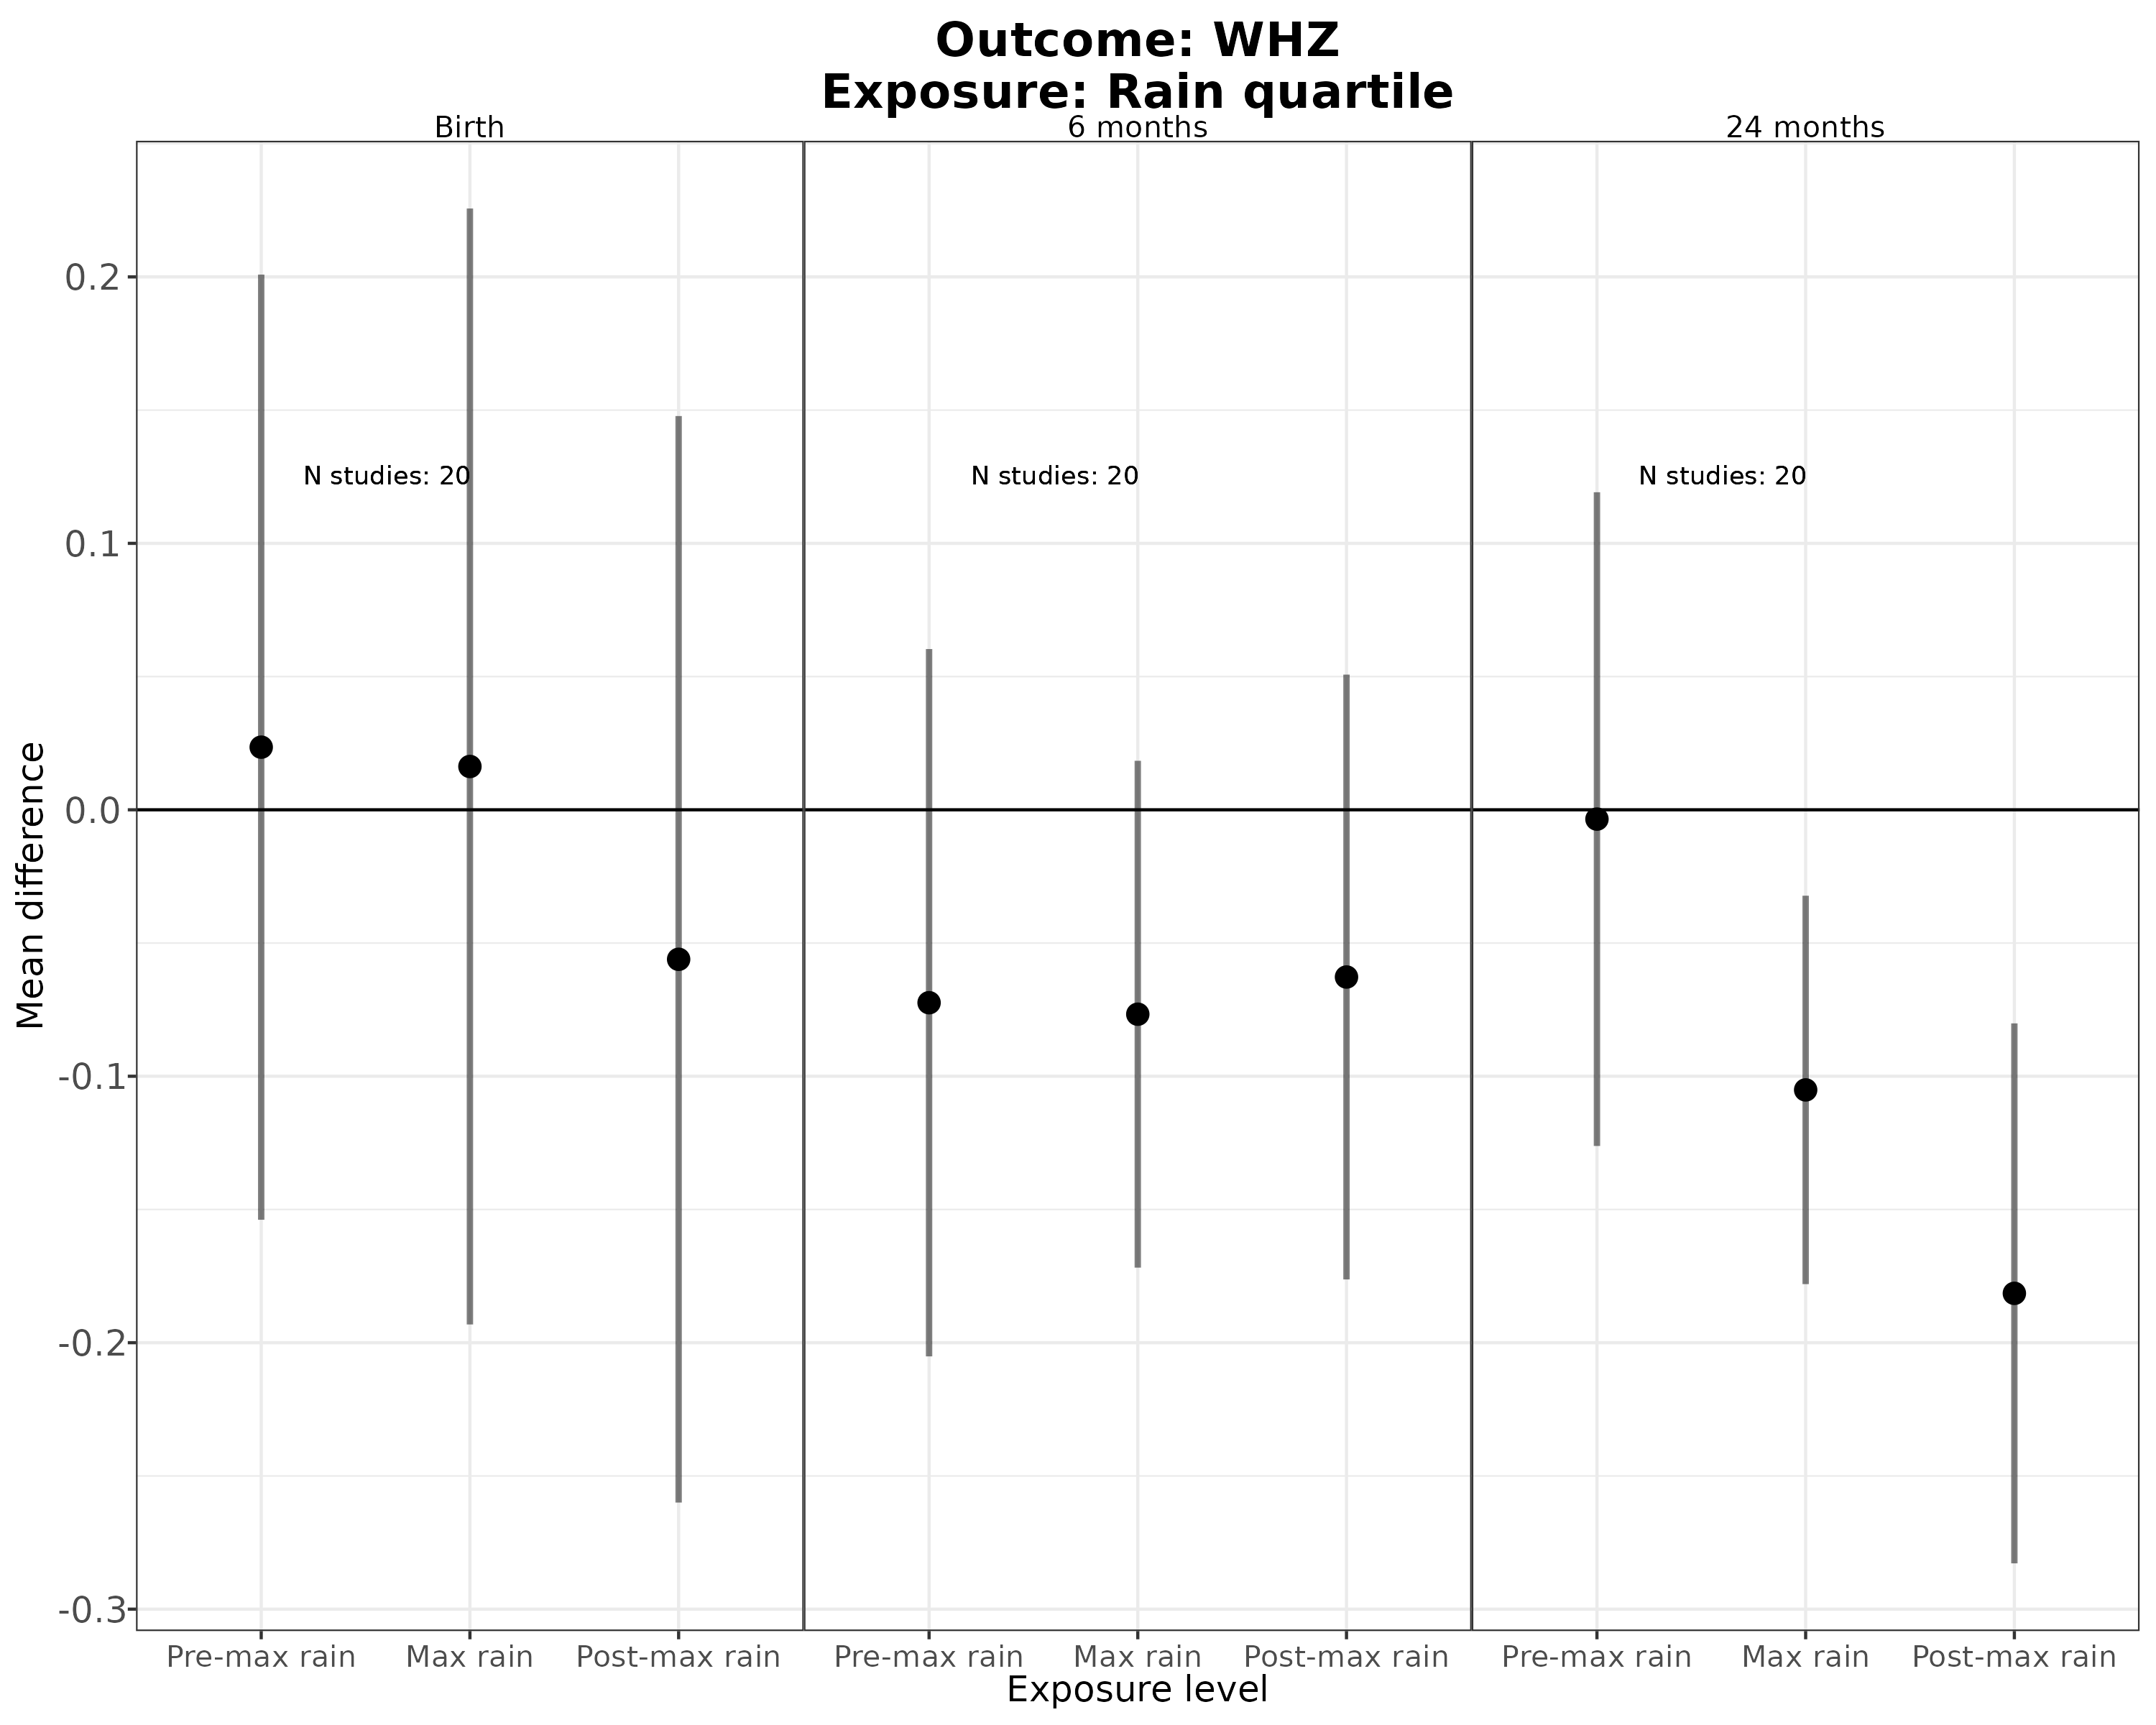 Outcome: WHZ
Exposure: Rain quartile
Birth
6 months
24 months
Mean difference
0.2
0.1
0.0
-0.1
-0.2
-0.3
N studies: 20
N studies: 20
N studies: 20
Pre-max rain
Max rain
Post-max rain
Pre-max rain
Max rain
Post-max rain
Pre-max rain
Max rain
Post-max rain
Exposure level